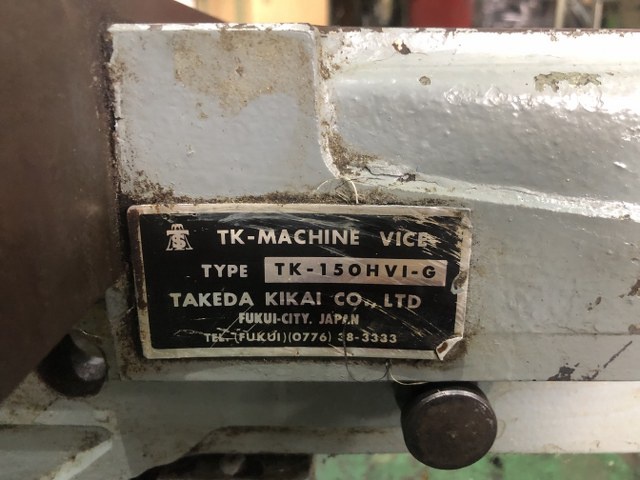 TK-MACHINE VICE
TYPE TK-150HVI-G
TAKEDA KIKAI CO., LTD
FUKUI-CITY, JAPAN
TEL. (FUKUI)(0776) 38-3333